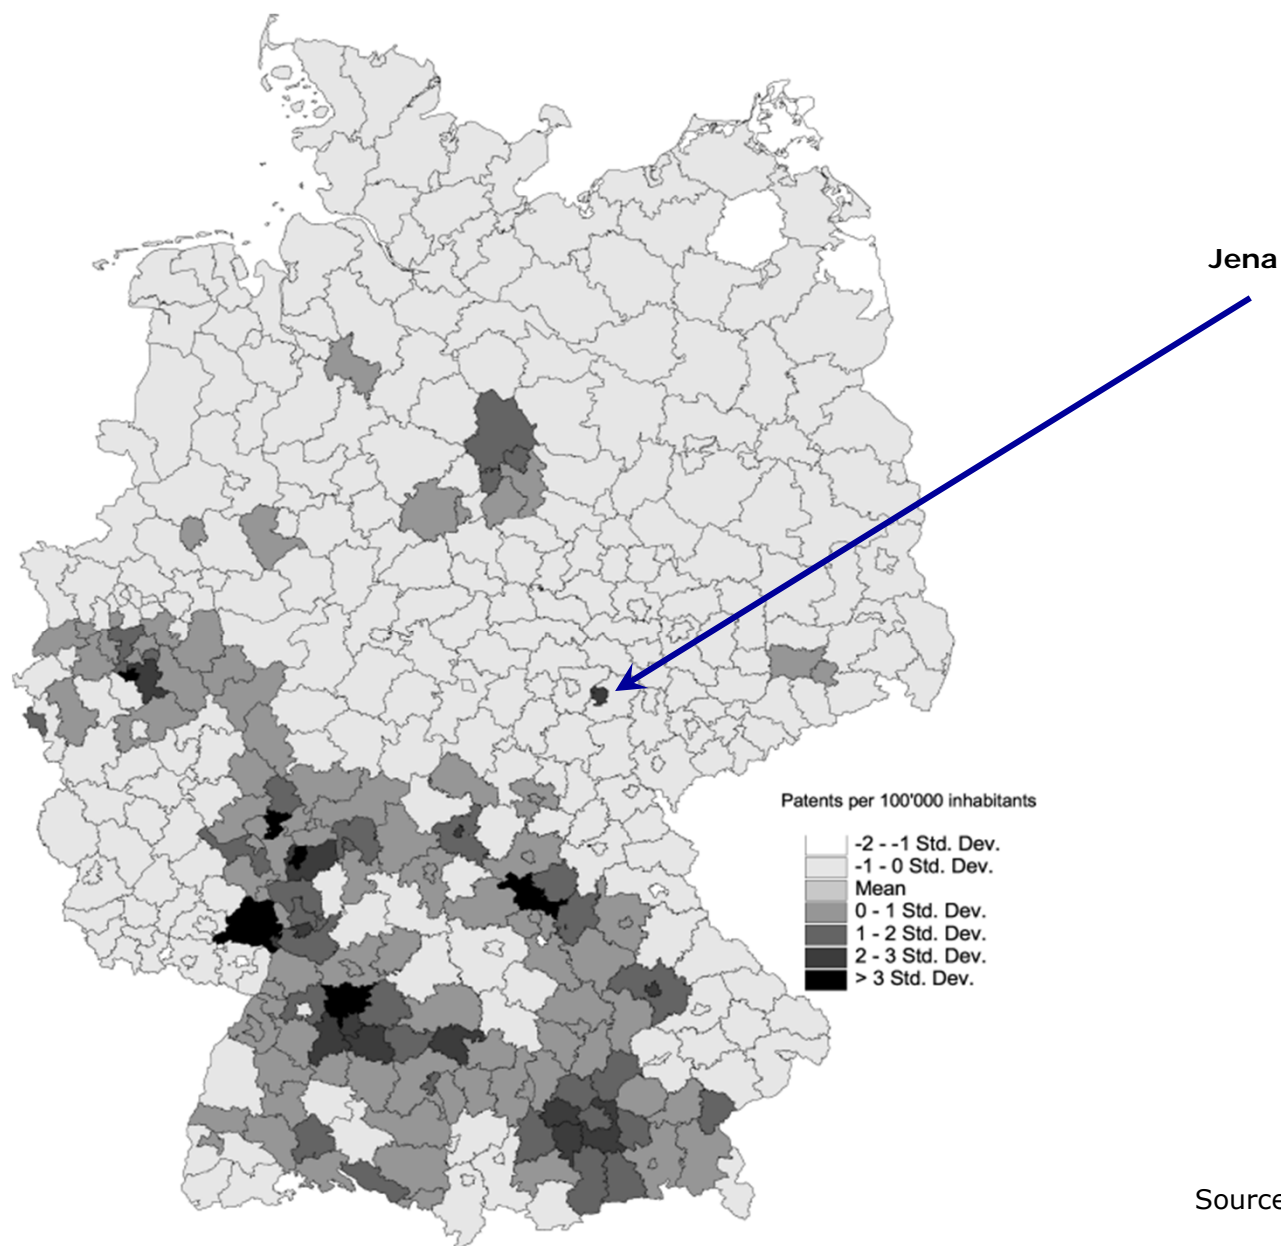 Jena
Patents per 100'000 inhabitants
-2 - -1 Std. Dev.
-1 - 0 Std. Dev.
Mean
0 - 1 Std. Dev.
1 - 2 Std. Dev.
2 - 3 Std. Dev.
> 3 Std. Dev.
Source